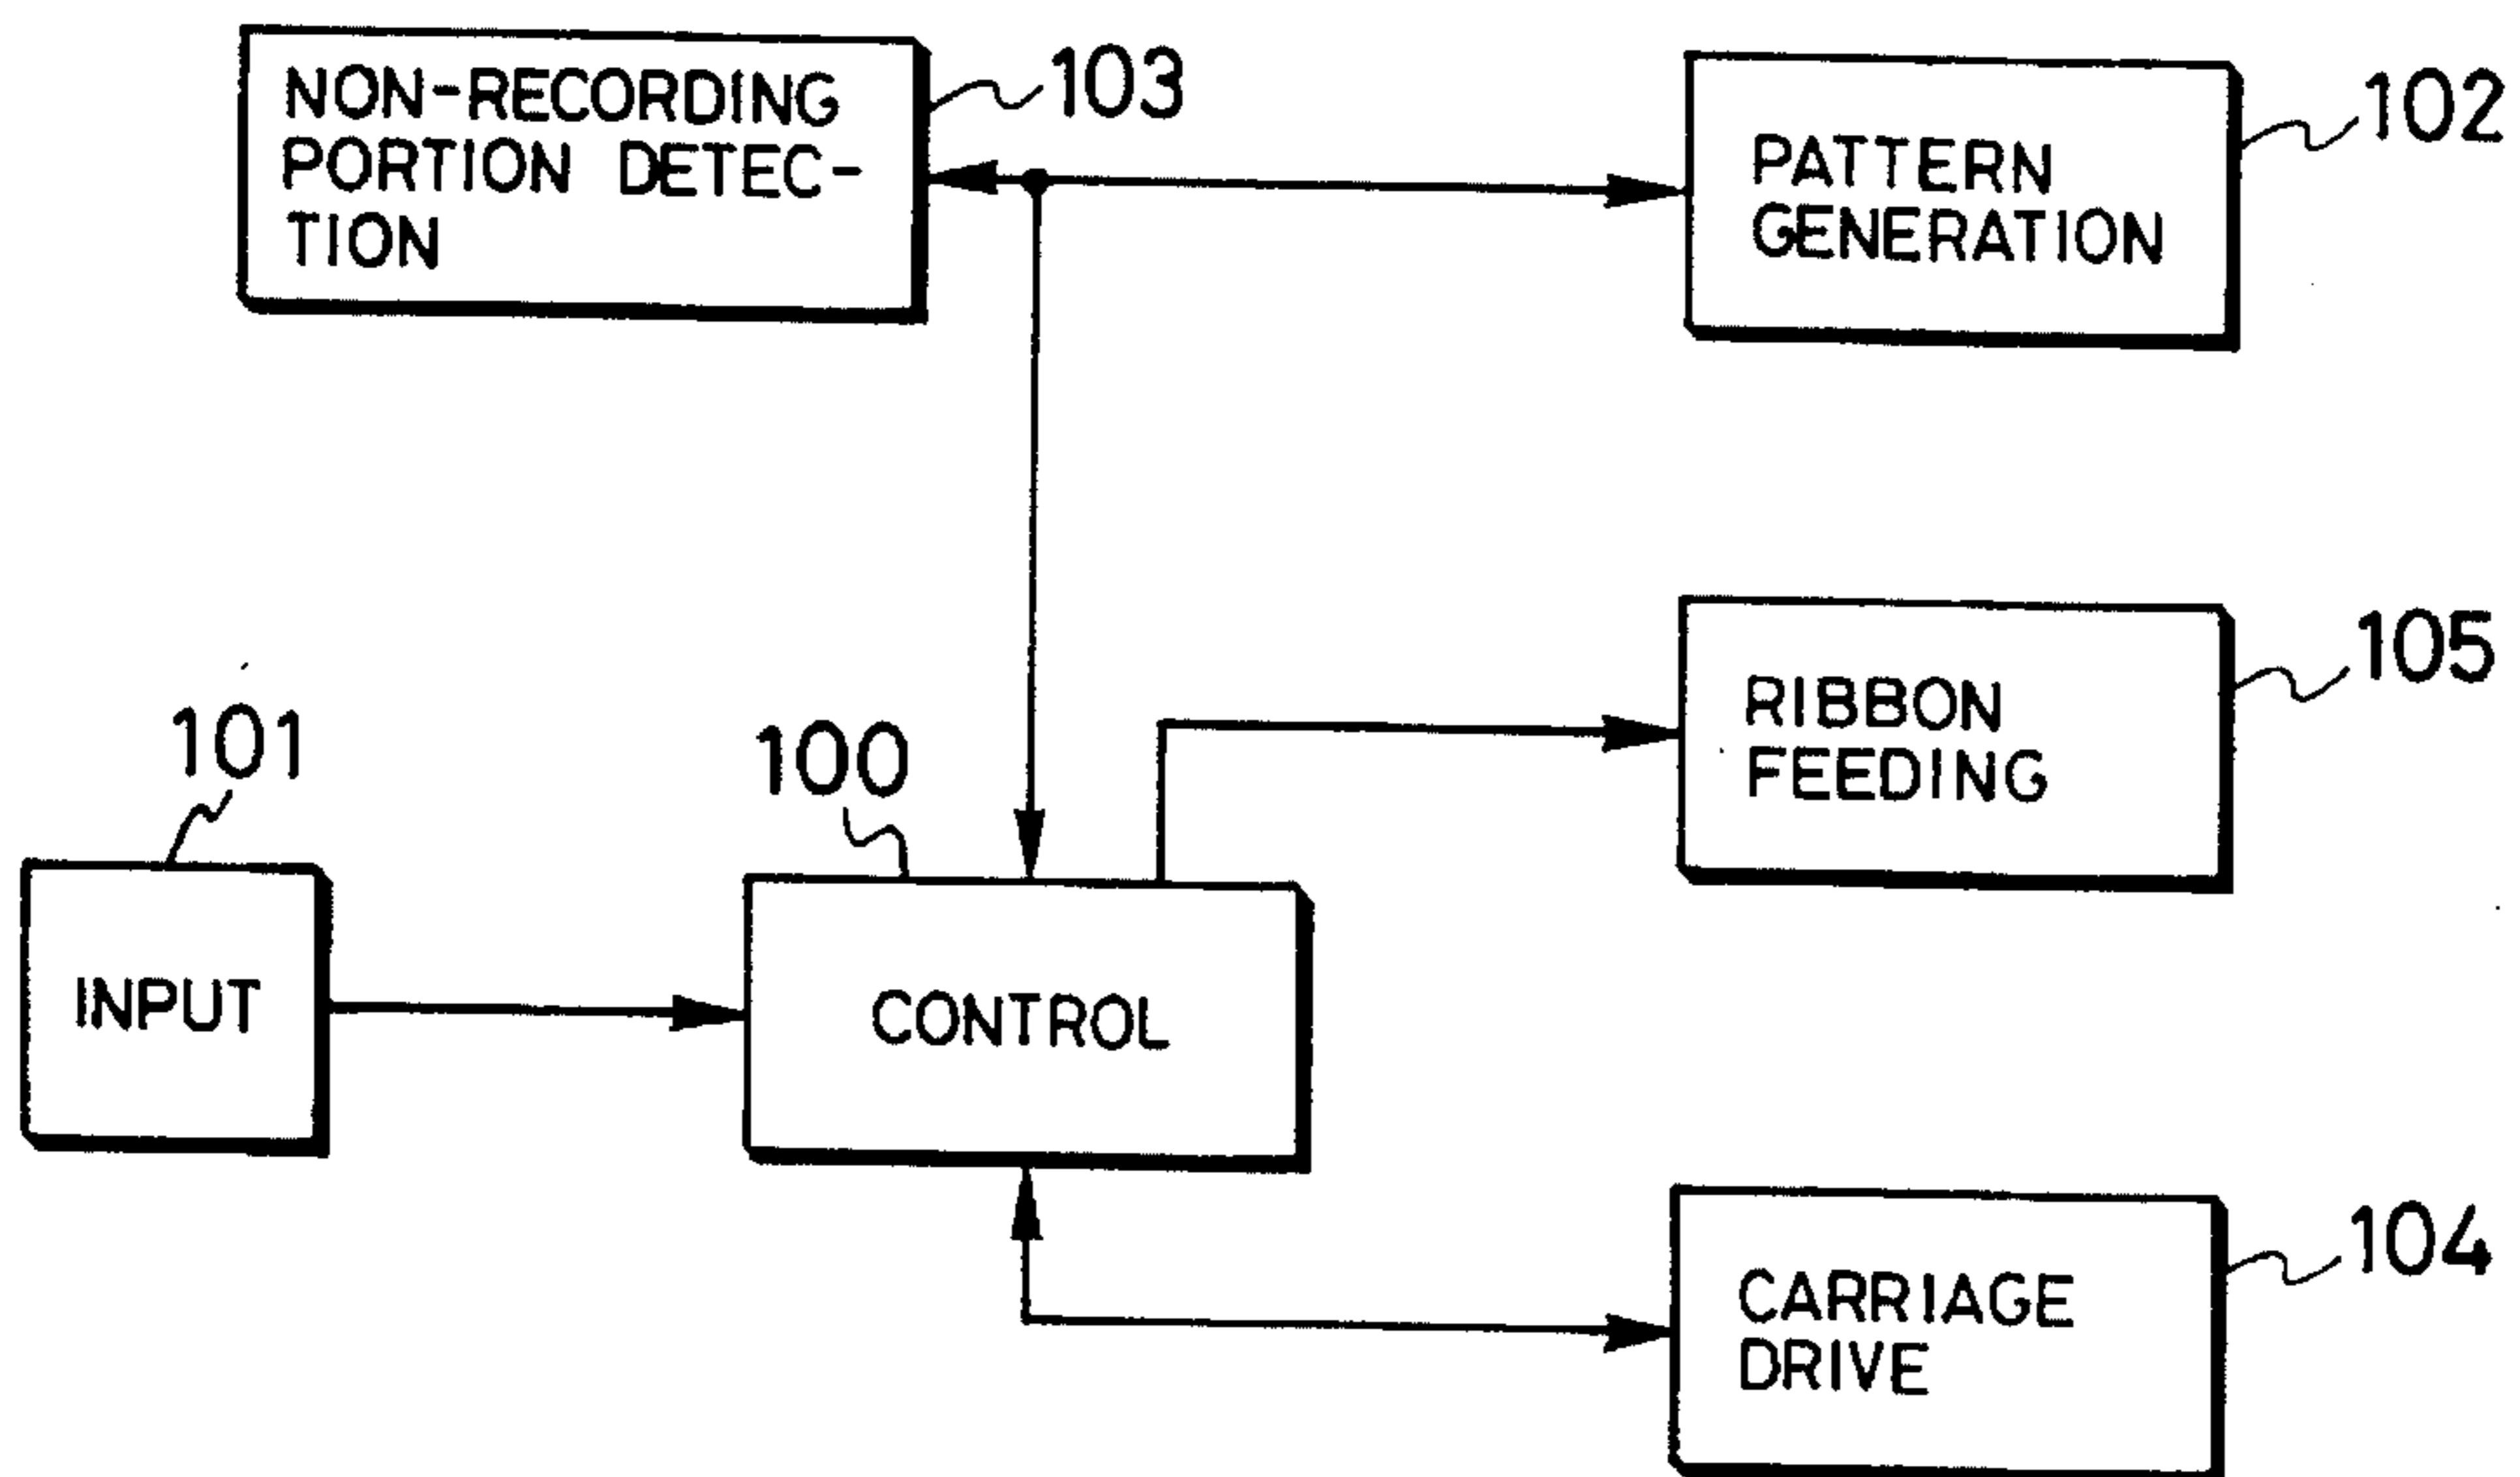 NON-RECORDING
PORTION DETEC-
TION
103
PATTERN
GENERATION
102
RIBBON
FEEDING
105
101
100
INPUT
CONTROL
CARRIAGE
DRIVE
104